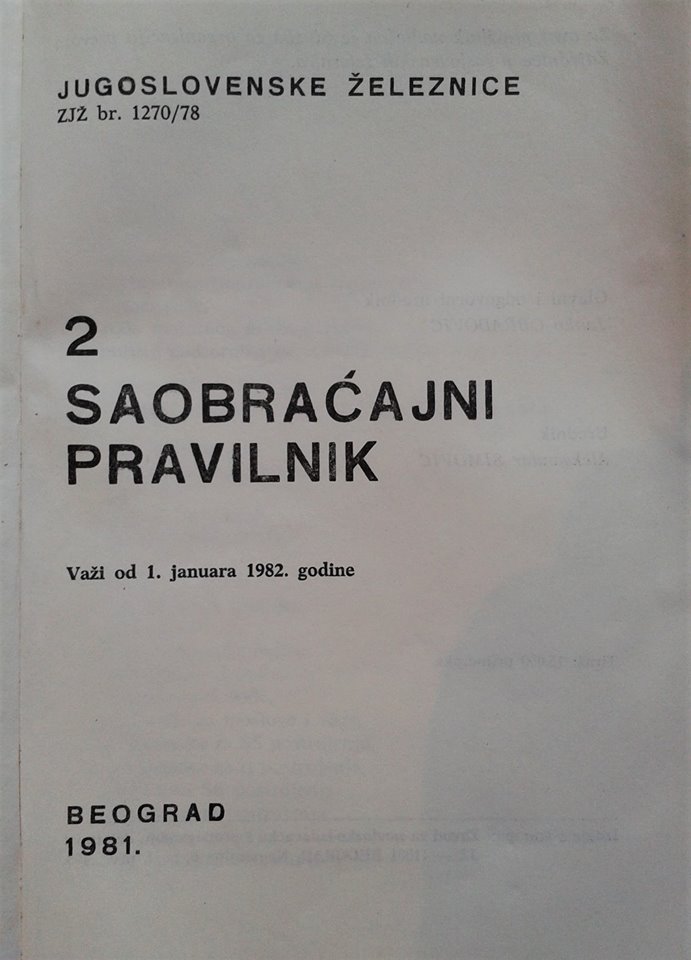 JUGOSLOVENSKE ŽELEZNICE
ZJŽ br. 1270/78
2
SAOBRAĆAJNI
PRAVILNIK
Važi od 1. januara 1982. godine
BEOGRAD
1981.